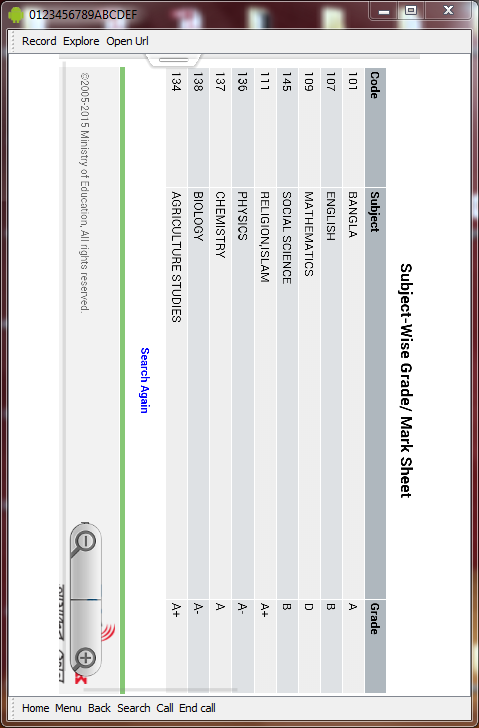 0123456789ABCDEF
Record Explore Open Url
Subject-Wise Grade/ Mark Sheet
Code Subject Grade
101 BANGLA A
107 ENGLISH B
109 MATHEMATICS D
145 SOCIAL SCIENCE B
111 RELIGION,ISLAM A+
136 PHYSICS A-
137 CHEMISTRY A
138 BIOLOGY A-
134 AGRICULTURE STUDIES A+
Search Again
©2005-2015 Ministry of Education, All rights reserved.
Home Menu Back Search Call End call